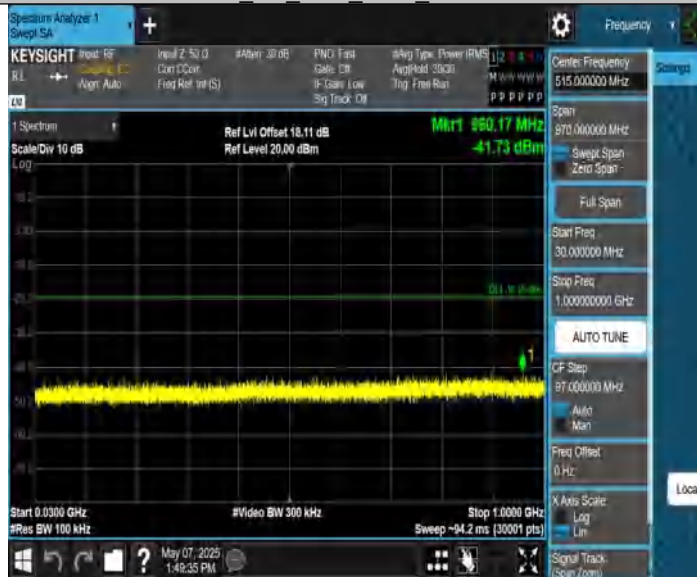 Spectrum Analyzer 1
Swept SA
+
Frequency
KEYSIGHT
Input: RF
Coupling: DC
Align: Auto
Input Z: 50 Ω
Corr CCorr
Freq Ref: Int (S)
#Atten: 30 dB
PNO: Fast
Gate: Off
IF Gain: Low
Sig Track: Off
#Avg Type: Power (RMS)
Avg|Hold: 30/30
Trig: Free Run
P P P P P
Center Frequency
515.000000 MHz
Settings
1 Spectrum
Scale/Div 10 dB
Log
Ref Lvl Offset 18.11 dB
Ref Level 20.00 dBm
Mkr1 960.17 MHz
-41.73 dBm
Span
970.000000 MHz
Swept Span
Zero Span
Full Span
Start Freq
30.000000 MHz
Stop Freq
1.000000000 GHz
AUTO TUNE
1
CF Step
97.000000 MHz
Auto
Man
Freq Offset
0 Hz
Loca
X Axis Scale
Log
Lin
Start 0.0300 GHz
#Res BW 100 kHz
#Video BW 300 kHz
Stop 1.0000 GHz
Sweep ~94.2 ms (30001 pts)
?
May 07, 2025
1:49:35 PM
Signal Track
(Span Zoom)